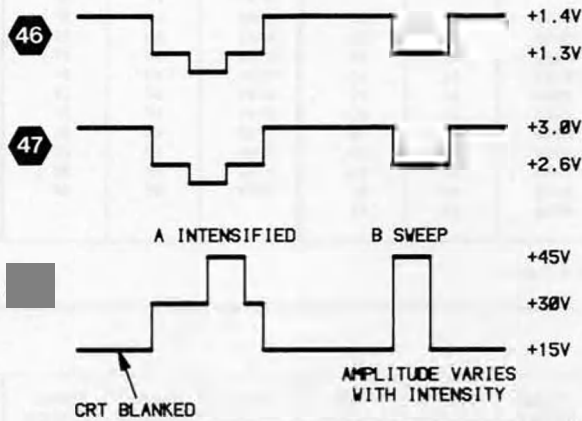 46
+1.4V
+1.3V
47
+3.0V
+2.6V
A INTENSIFIED
B SWEEP
+45V
+30V
+15V
AMPLITUDE VARIES
WITH INTENSITY
CRT BLANKED